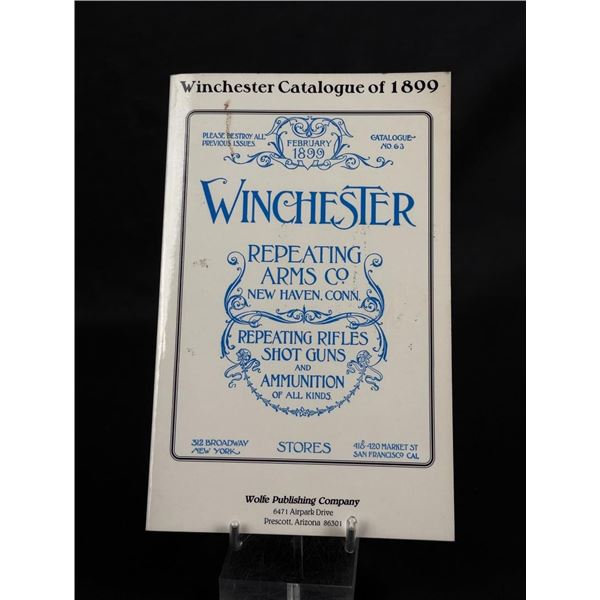 Winchester Catalogue of 1899
PLEASE DESTROY ALL
PREVIOUS ISSUES.
FEBRUARY
1899
CATALOGUE
NO. 63
WINCHESTER
REPEATING
ARMS CO
NEW HAVEN, CONN.
REPEATING RIFLES
SHOT GUNS
AND
AMMUNITION
OF ALL KINDS.
312 BROADWAY
NEW YORK
STORES
418-420 MARKET ST
SAN FRANCISCO CAL
Wolfe Publishing Company
6471 Airpark Drive
Prescott, Arizona 86301